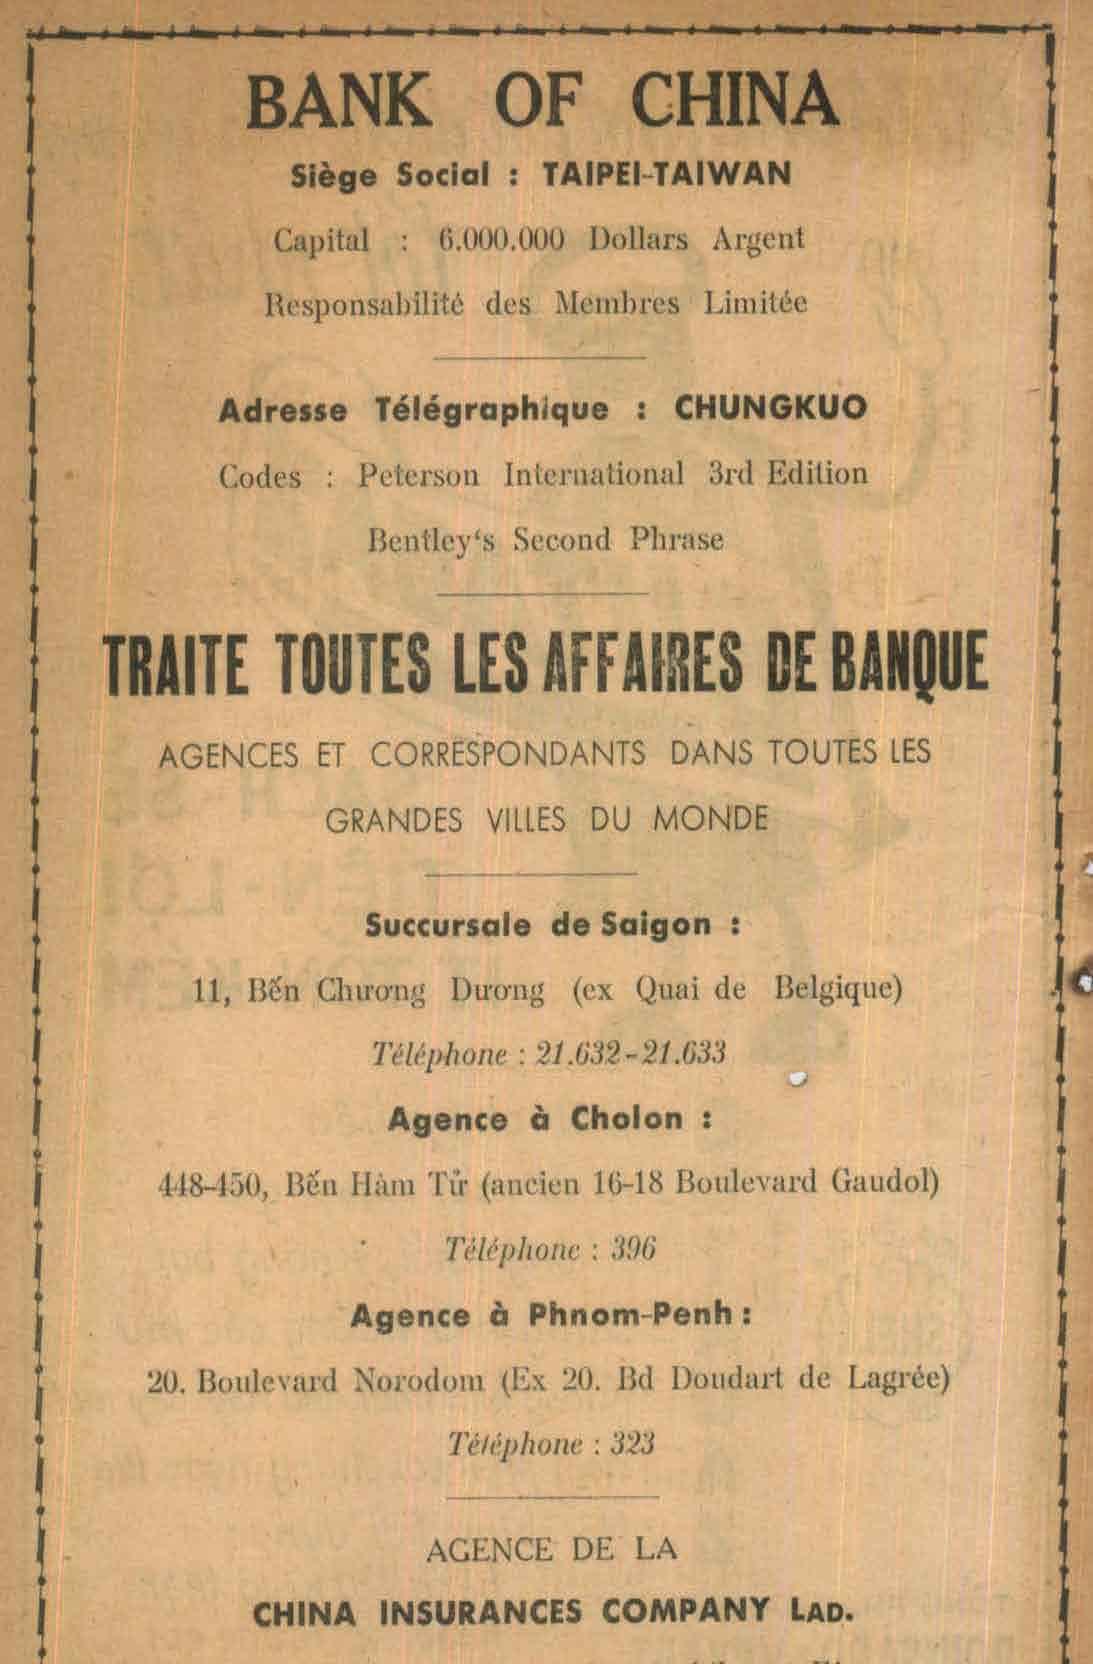 BANK OF CHINA
Siège Social : TAIPEI-TAIWAN
Capital : 6.000.000 Dollars Argent
Responsabilité des Membres Limitée
Adresse Télégraphique : CHUNGKUO
Codes : Peterson International 3rd Edition
Bentley‘s Second Phrase
TRAITE TOUTES LES AFFAIRES DE BANQUE
AGENCES ET CORRESPONDANTS DANS TOUTES LES
GRANDES VILLES DU MONDE
Succursale de Saigon :
11, Bến Chương Dương (ex Quai de Belgique)
Téléphone : 21.632-21.633
Agence à Cholon :
448-450, Bến Hàm Tử (ancien 16-18 Boulevard Gaudol)
Téléphone : 396
Agence à Phnom-Penh :
20. Boulevard Norodom (Ex 20. Bd Doudart de Lagrée)
Téléphone : 323
AGENCE DE LA
CHINA INSURANCES COMPANY LAD.